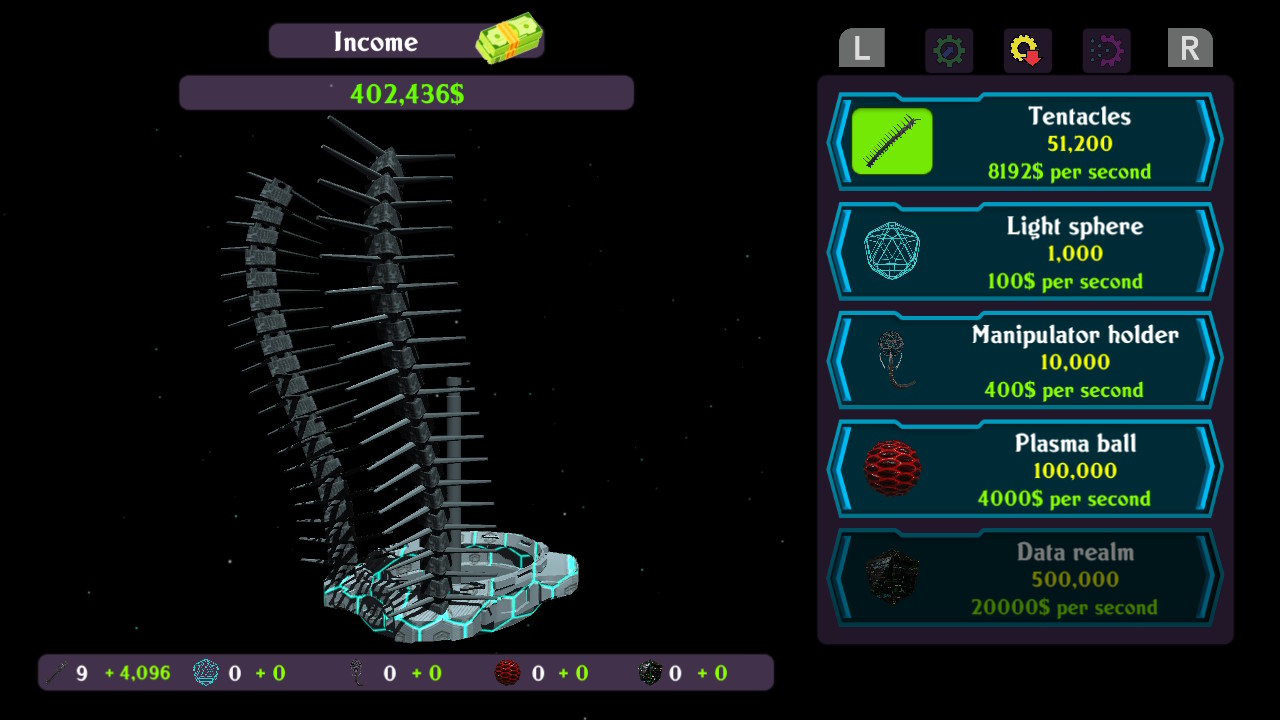 Income
402,436$
L
R
Tentacles
51,200
8192$ per second
Light sphere
1,000
100$ per second
Manipulator holder
10,000
400$ per second
Plasma ball
100,000
4000$ per second
Data realm
500,000
20000$ per second
9 + 4,096 0 + 0 0 + 0 0 + 0 0 + 0